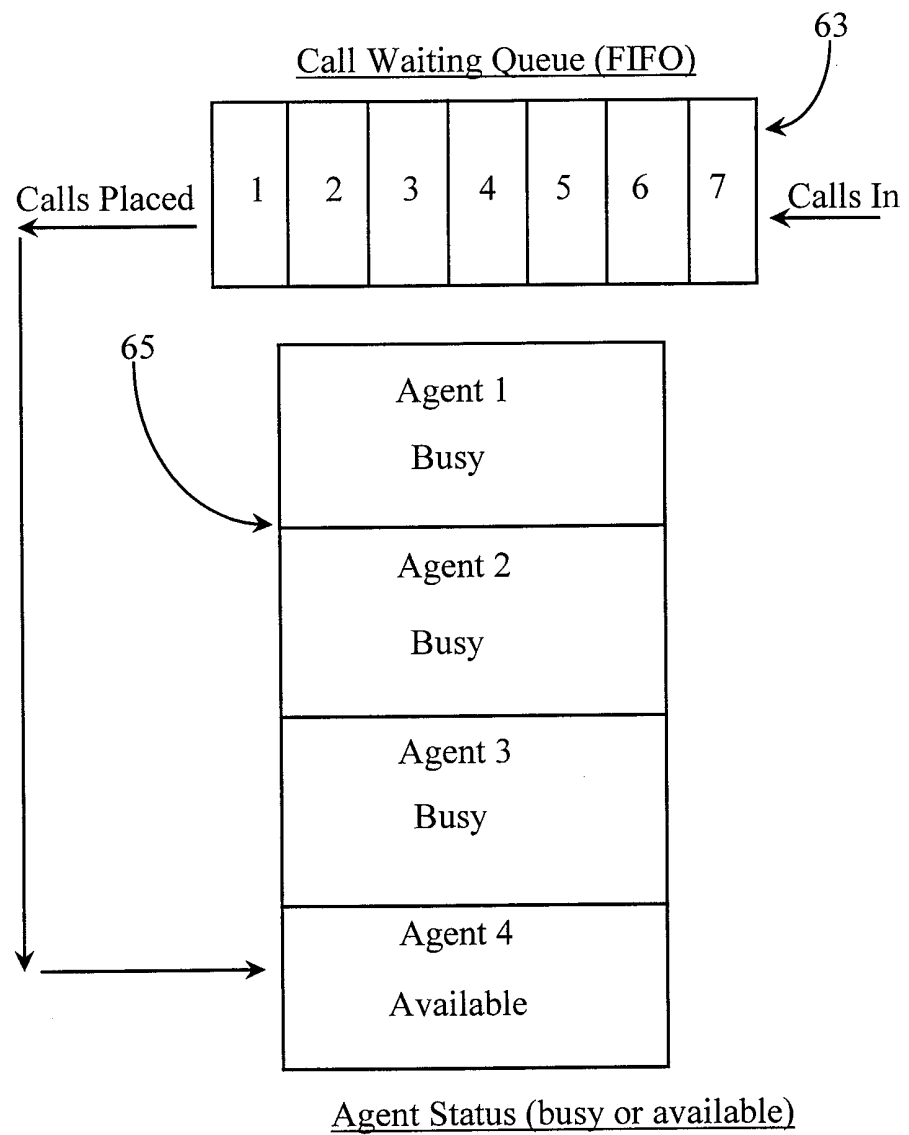 63
Call Waiting Queue (FIFO)
Calls Placed
1 2 3 4 5 6 7
Calls In
65
Agent 1
Busy
Agent 2
Busy
Agent 3
Busy
Agent 4
Available
Agent Status (busy or available)